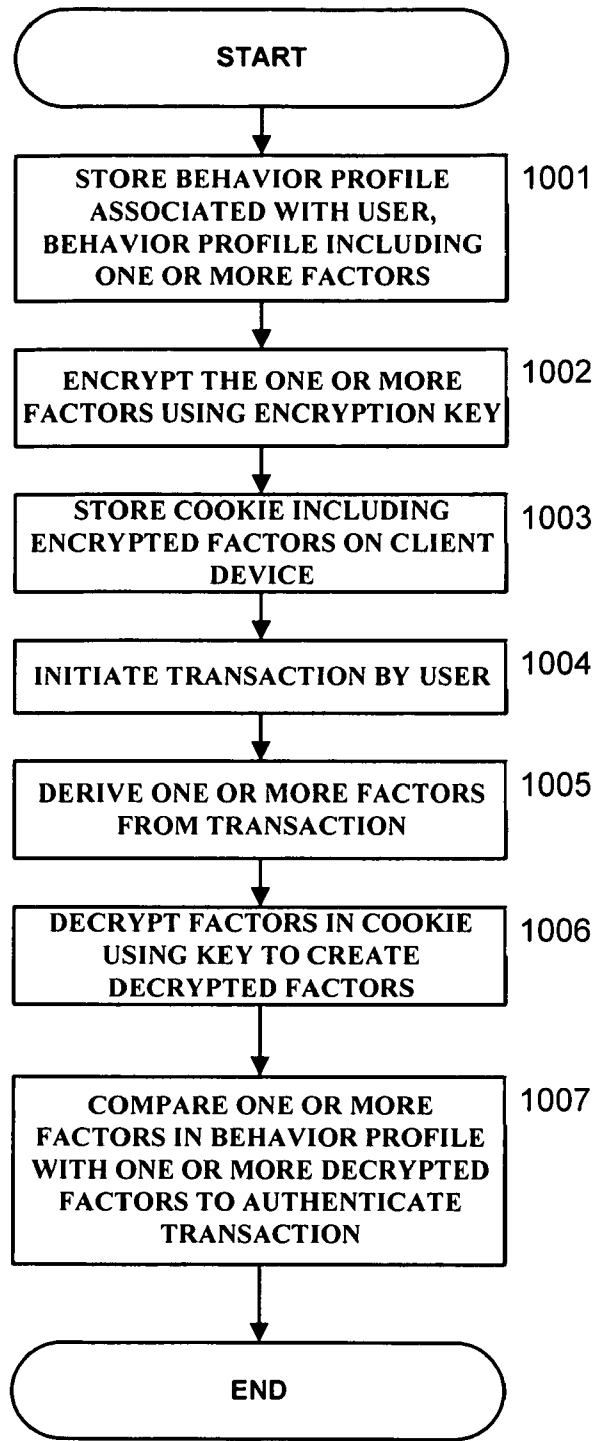 START
STORE BEHAVIOR PROFILE
ASSOCIATED WITH USER,
BEHAVIOR PROFILE INCLUDING
ONE OR MORE FACTORS
1001
ENCRYPT THE ONE OR MORE
FACTORS USING ENCRYPTION KEY
1002
STORE COOKIE INCLUDING
ENCRYPTED FACTORS ON CLIENT
DEVICE
1003
INITIATE TRANSACTION BY USER
1004
DERIVE ONE OR MORE FACTORS
FROM TRANSACTION
1005
DECRYPT FACTORS IN COOKIE
USING KEY TO CREATE
DECRYPTED FACTORS
1006
COMPARE ONE OR MORE
FACTORS IN BEHAVIOR PROFILE
WITH ONE OR MORE DECRYPTED
FACTORS TO AUTHENTICATE
TRANSACTION
1007
END